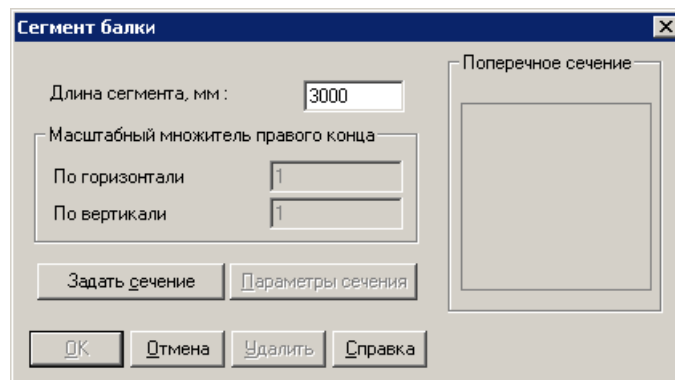 Сегмент балки
Поперечное сечение
Длина сегмента, мм :
3000
Масштабный множитель правого конца
По горизонтали
1
По вертикали
1
Задать сечение
Параметры сечения
OK
Отмена
Удалить
Справка